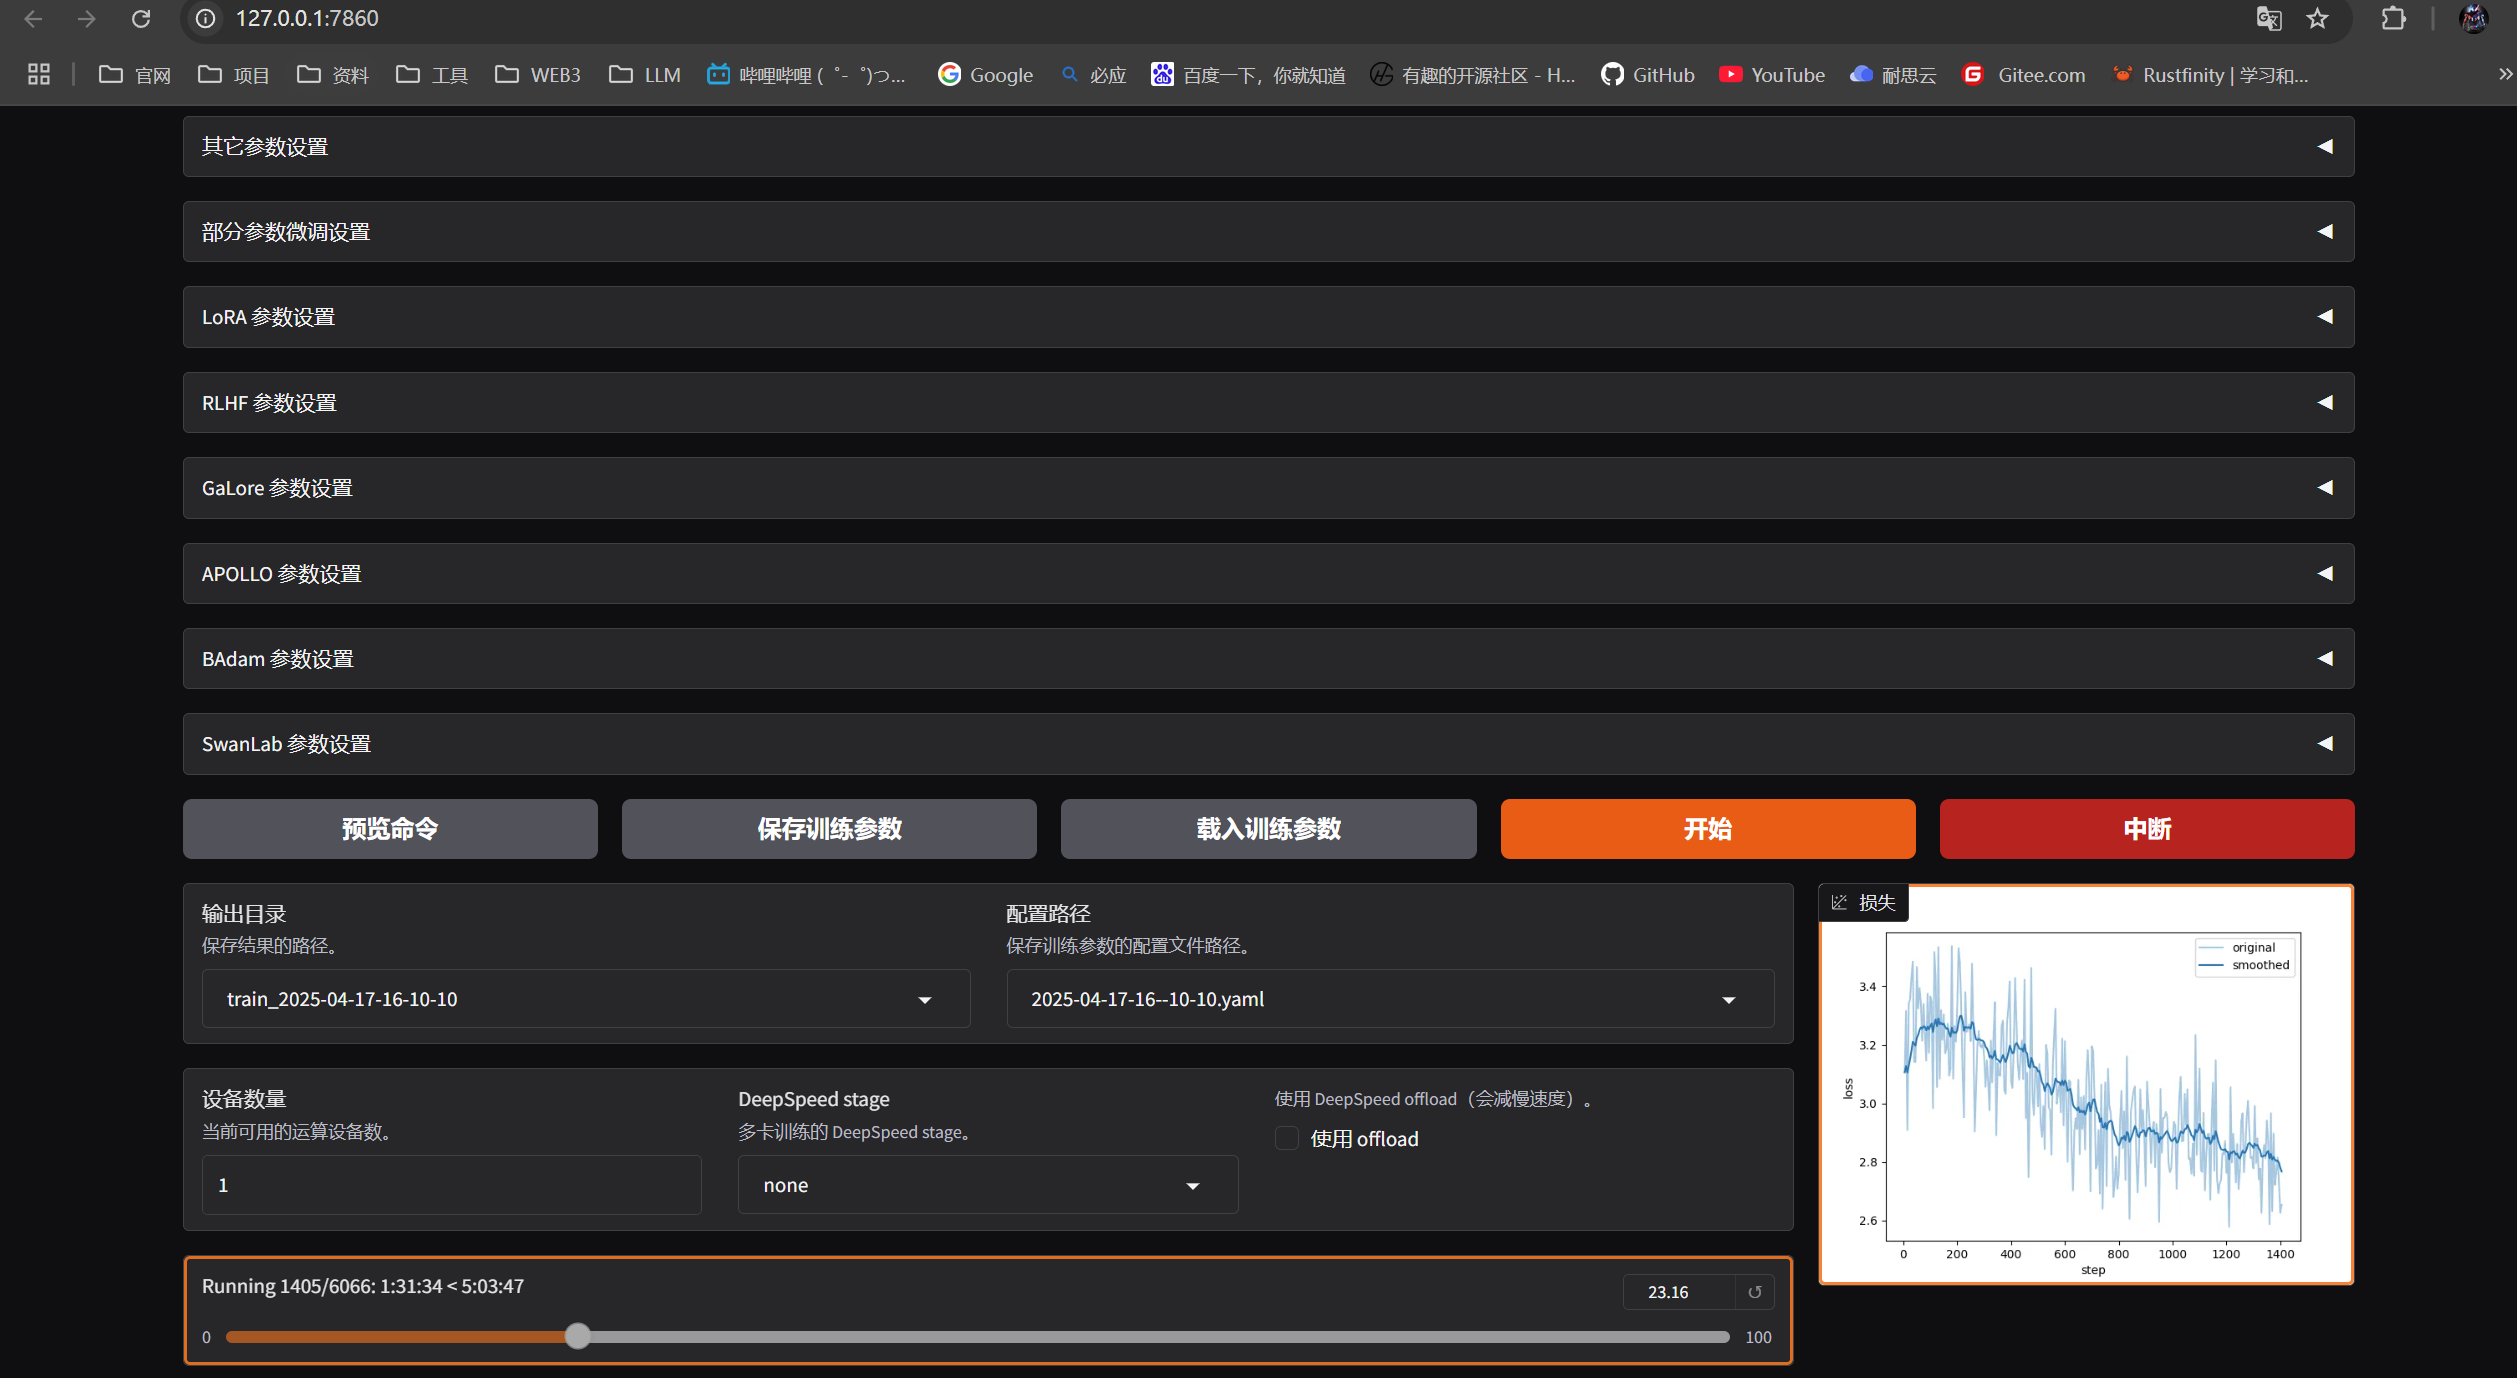 127.0.0.1:7860
官网 项目 资料 工具 WEB3 LLM 哔哩哔哩 (゜-゜)つ... Google 必应 百度一下，你就知道 有趣的开源社区 - H... GitHub YouTube 耐思云 Gitee.com Rustfinity | 学习和...
其它参数设置
部分参数微调设置
LoRA 参数设置
RLHF 参数设置
GaLore 参数设置
APOLLO 参数设置
BAdam 参数设置
SwanLab 参数设置
预览命令 保存训练参数 载入训练参数 开始 中断
输出目录
保存结果的路径。
train_2025-04-17-16-10-10
配置路径
保存训练参数的配置文件路径。
2025-04-17-16--10-10.yaml
设备数量
当前可用的运算设备数。
1
DeepSpeed stage
多卡训练的 DeepSpeed stage。
none
使用 DeepSpeed offload（会减慢速度）。
使用 offload
Running 1405/6066: 1:31:34 < 5:03:47
23.16
0
100
损失
original
smoothed
3.4
3.2
3.0
2.8
2.6
loss
0 200 400 600 800 1000 1200 1400
step